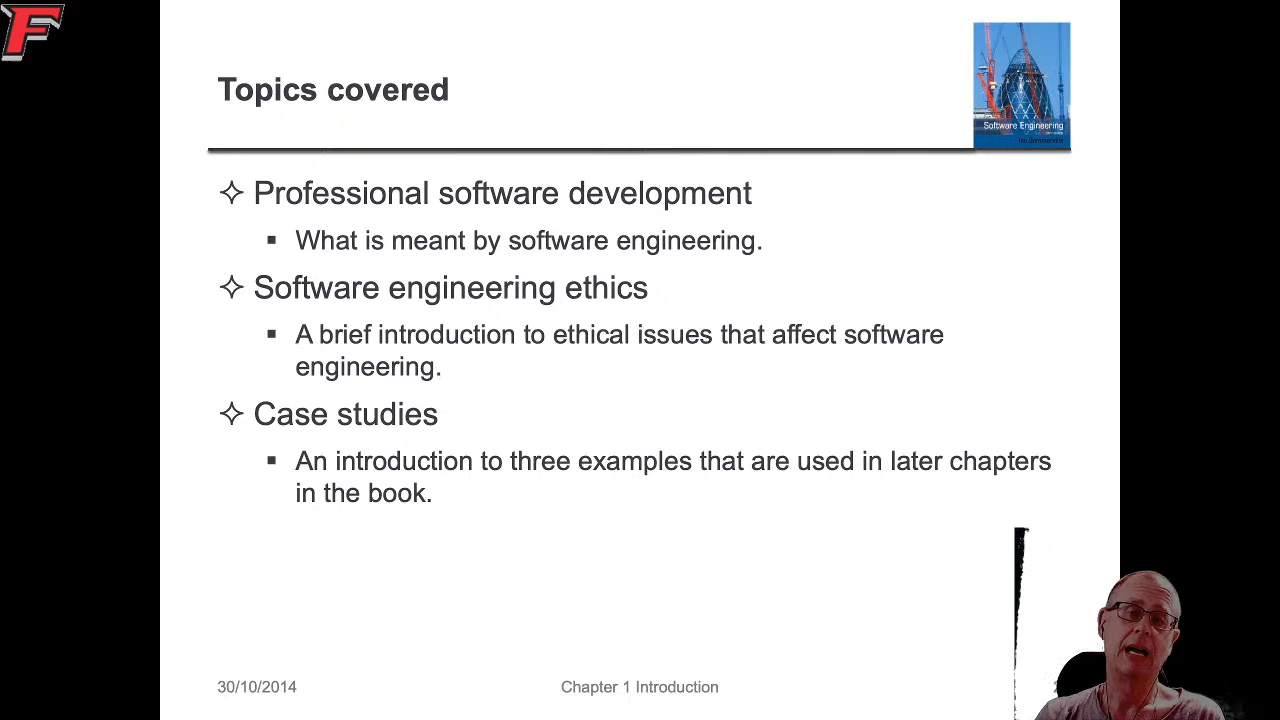 F
Topics covered
Software Engineering
Ian Sommerville
✧ Professional software development
▪ What is meant by software engineering.
✧ Software engineering ethics
▪ A brief introduction to ethical issues that affect software
engineering.
✧ Case studies
▪ An introduction to three examples that are used in later chapters
in the book.
30/10/2014
Chapter 1 Introduction